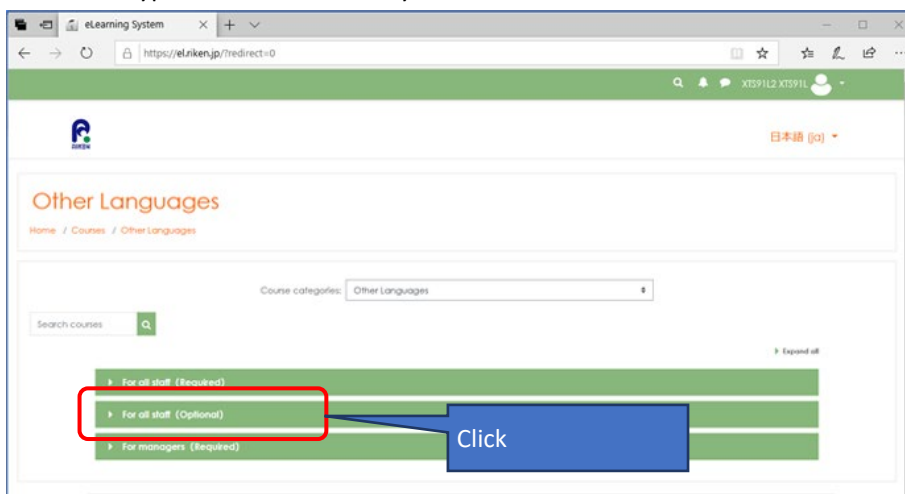 eLearning System
https://el.riken.jp/?redirect=0
XTS91L2 XTS91L
RIKEN
日本語 (ja)
Other Languages
Home / Courses / Other Languages
Course categories: Other Languages
Search courses
Expand all
For all staff (Required)
For all staff (Optional)
Click
For managers (Required)